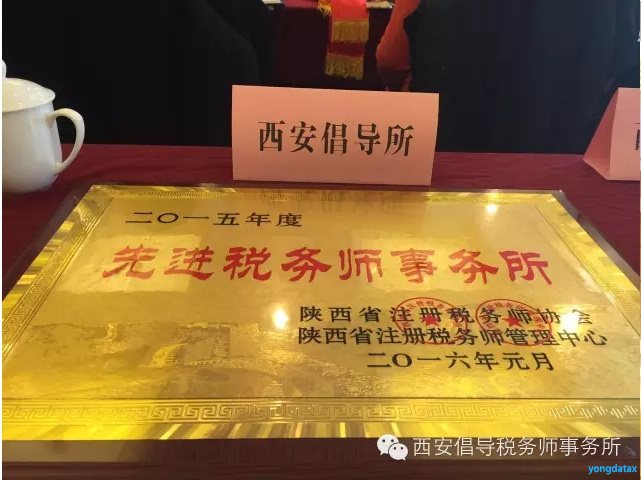 西安倡导所
二〇一五年度
先进税务师事务所
陕西省注册税务师协会
陕西省注册税务师管理中心
二〇一六年元月
西安倡导税务师事务所
yongdatax